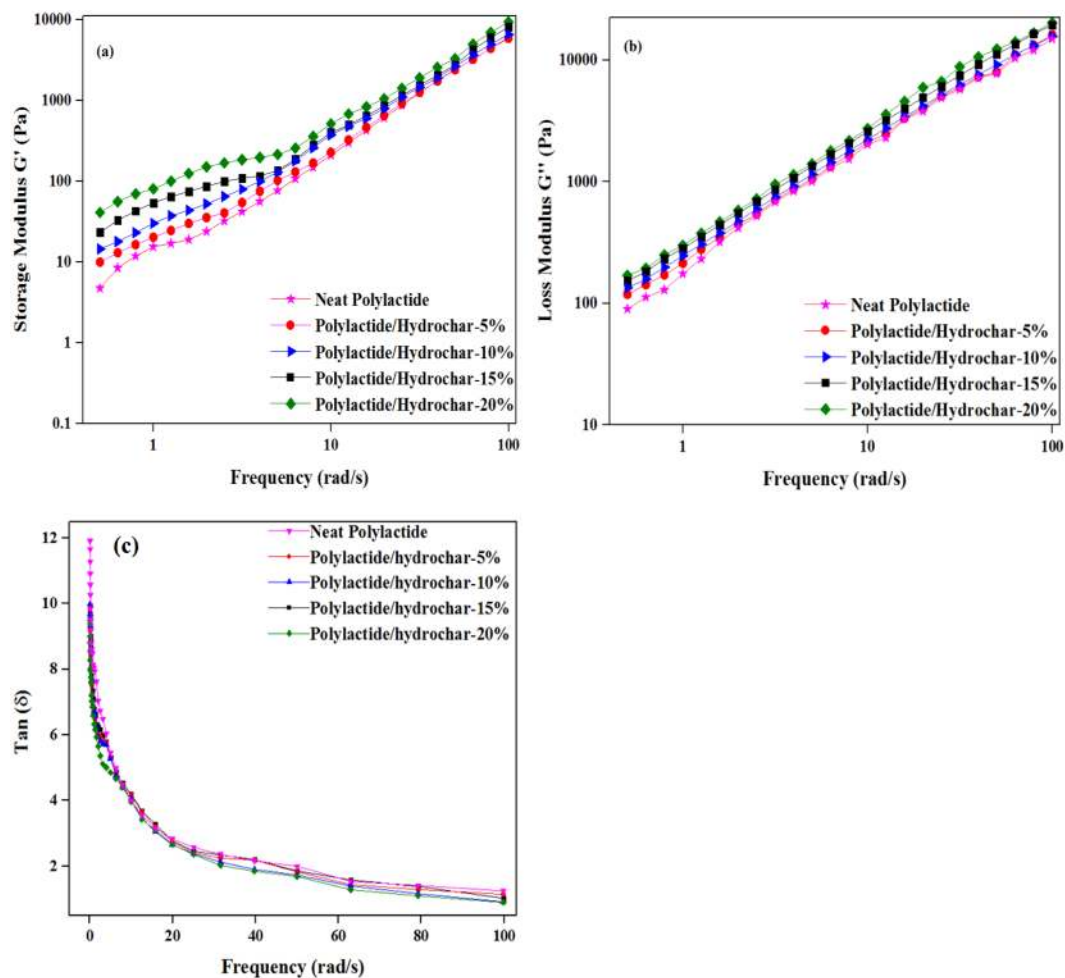 (a)
10000
1000
100
10
1
0.1
Storage Modulus G' (Pa)
Neat Polylactide
Polylactide/Hydrochar-5%
Polylactide/Hydrochar-10%
Polylactide/Hydrochar-15%
Polylactide/Hydrochar-20%
1 10 100
Frequency (rad/s)
(b)
10000
1000
100
10
Loss Modulus G'' (Pa)
Neat Polylactide
Polylactide/Hydrochar-5%
Polylactide/Hydrochar-10%
Polylactide/Hydrochar-15%
Polylactide/Hydrochar-20%
1 10 100
Frequency (rad/s)
(c)
12
10
8
6
4
2
Tan (δ)
Neat Polylactide
Polylactide/hydrochar-5%
Polylactide/hydrochar-10%
Polylactide/hydrochar-15%
Polylactide/hydrochar-20%
0 20 40 60 80 100
Frequency (rad/s)